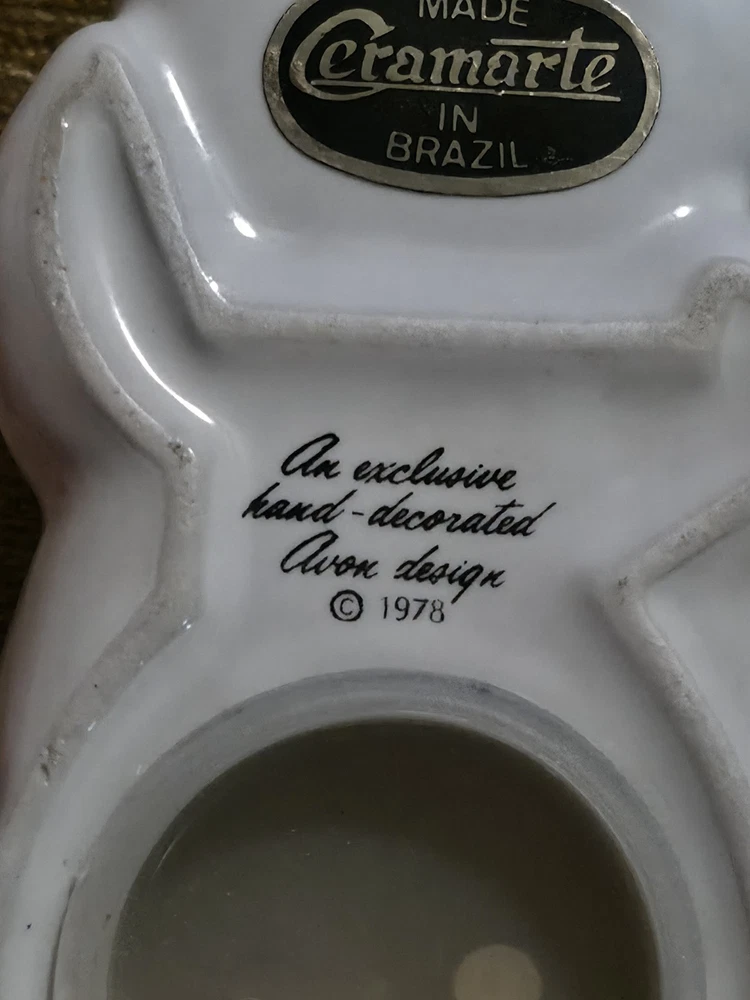 MADE
Ceramarte
IN
BRAZIL
An exclusive
hand-decorated
Avon design
© 1978